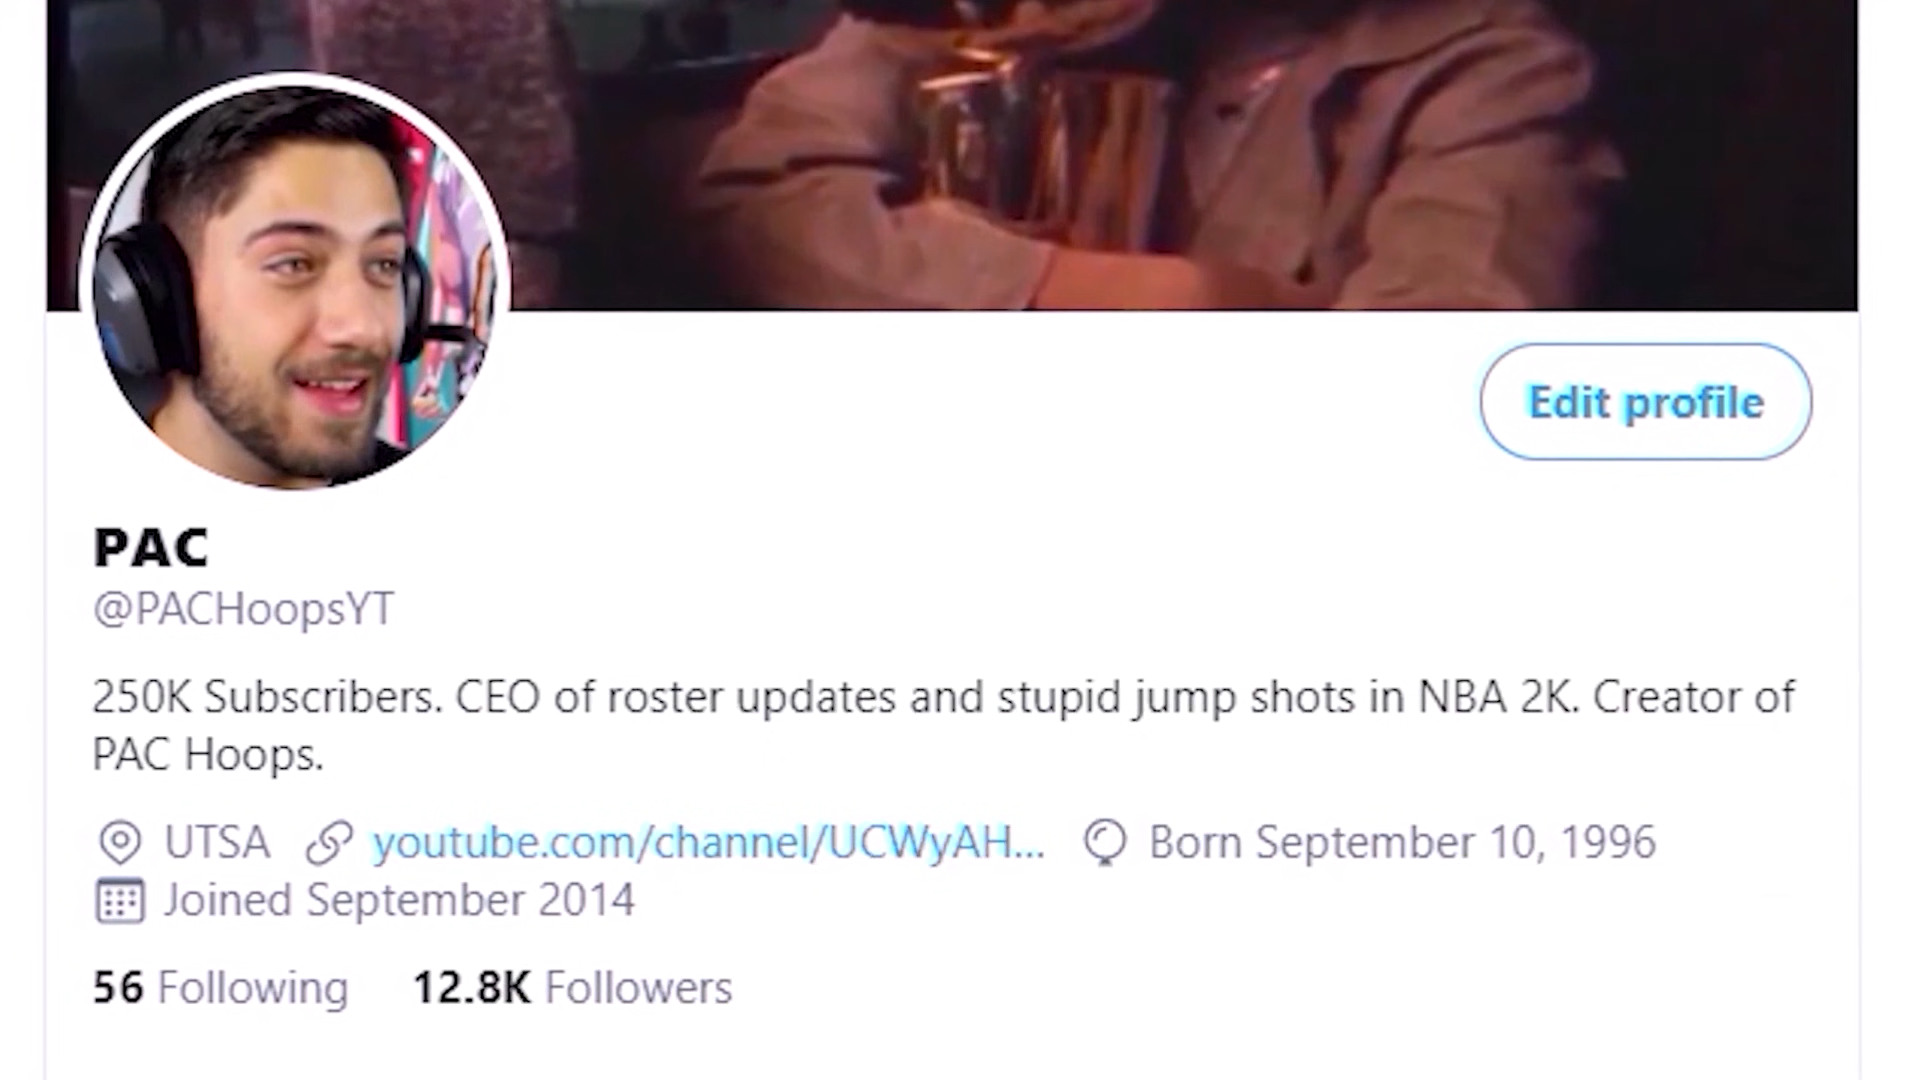 Edit profile
PAC
@PACHoopsYT
250K Subscribers. CEO of roster updates and stupid jump shots in NBA 2K. Creator of
PAC Hoops.
UTSA youtube.com/channel/UCWyAH... Born September 10, 1996
Joined September 2014
56 Following 12.8K Followers